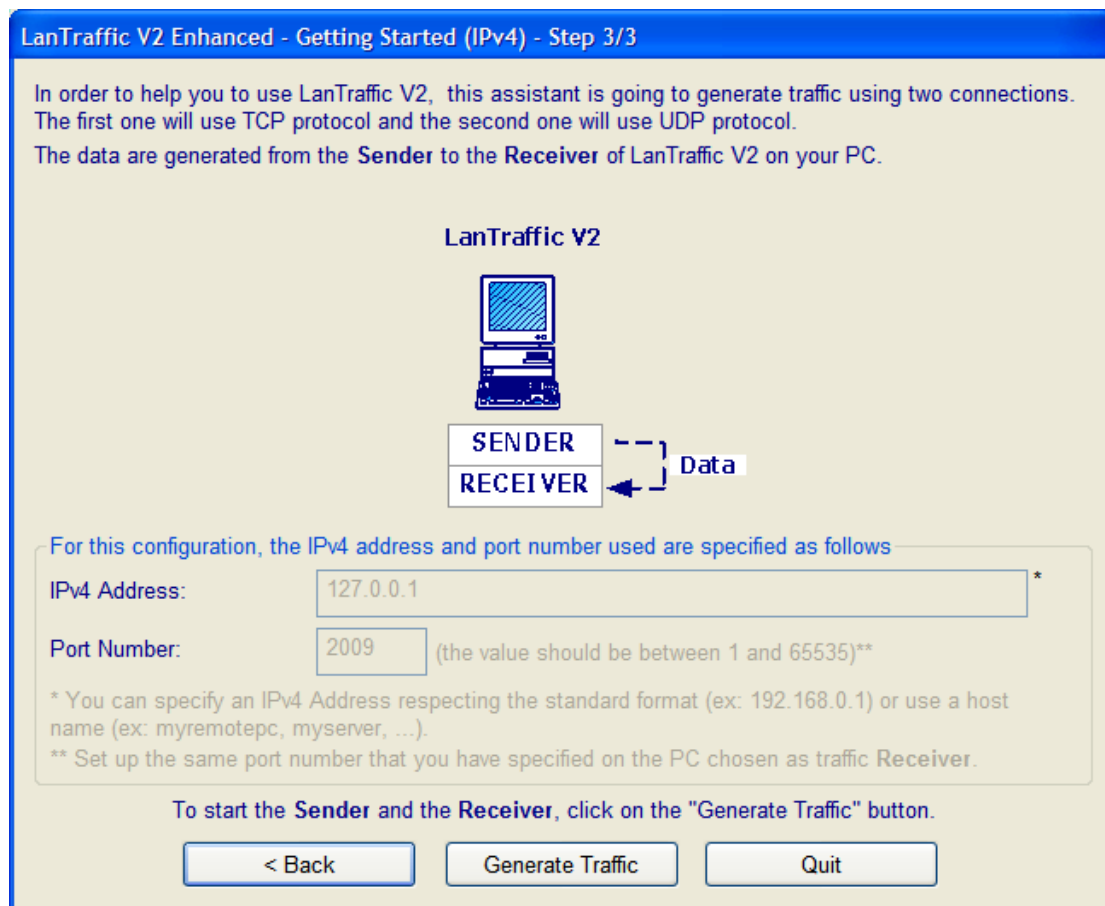 LanTraffic V2 Enhanced - Getting Started (IPv4) - Step 3/3
In order to help you to use LanTraffic V2, this assistant is going to generate traffic using two connections.
The first one will use TCP protocol and the second one will use UDP protocol.
The data are generated from the Sender to the Receiver of LanTraffic V2 on your PC.
LanTraffic V2
SENDER
RECEIVER
Data
For this configuration, the IPv4 address and port number used are specified as follows
IPv4 Address:
127.0.0.1
*
Port Number:
2009
(the value should be between 1 and 65535)**
* You can specify an IPv4 Address respecting the standard format (ex: 192.168.0.1) or use a host
name (ex: myremotepc, myserver, ...).
** Set up the same port number that you have specified on the PC chosen as traffic Receiver.
To start the Sender and the Receiver, click on the "Generate Traffic" button.
< Back
Generate Traffic
Quit